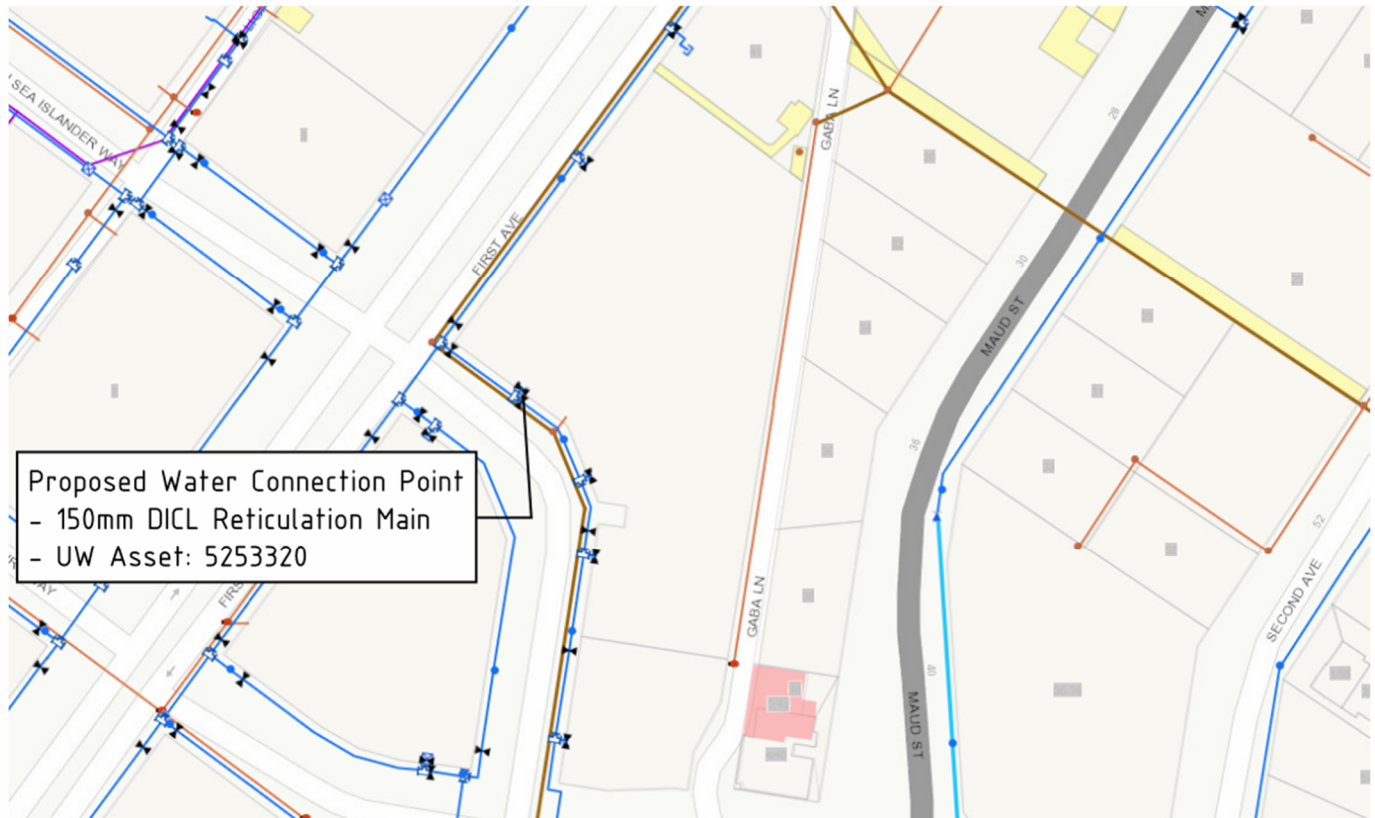 SEA ISLANDER WAY
GABA LN
28
FIRST AVE
30
MAUD ST
36
Proposed Water Connection Point
- 150mm DICL Reticulation Main
- UW Asset: 5253320
52
GABA LN
SECOND AVE
40
MAUD ST